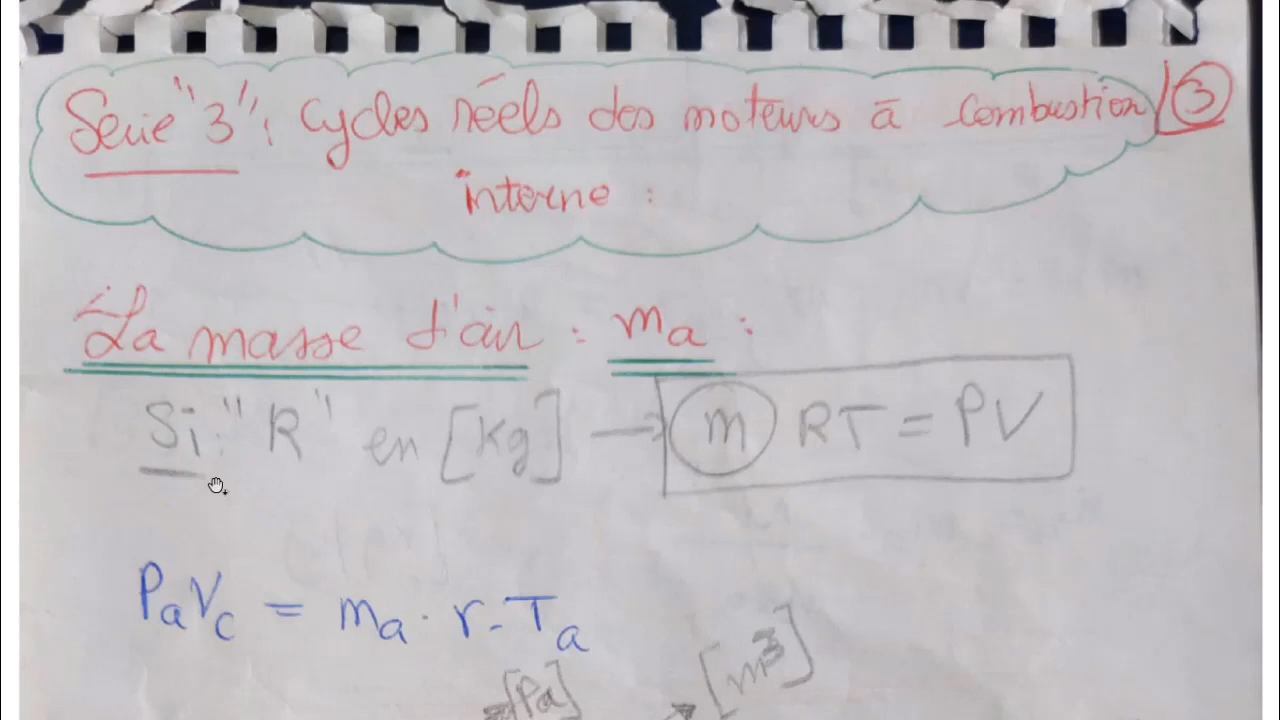 Série "3": Cycles réels des moteurs à combustion 3
interne :
La masse d'air : ma :
Si "R" en [Kg] → m RT = PV
PaVc = ma . r . Ta
[Pa] [m³]